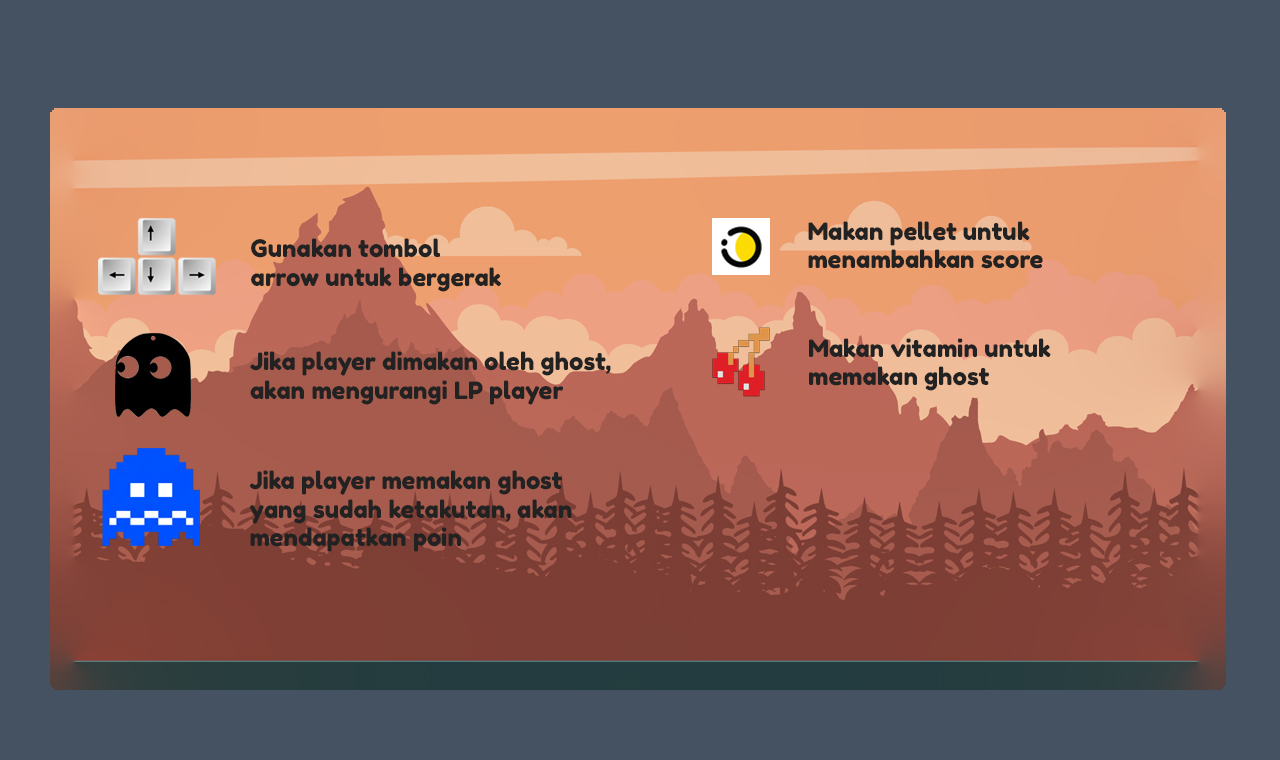 Gunakan tombol
arrow untuk bergerak
Jika player dimakan oleh ghost,
akan mengurangi LP player
Jika player memakan ghost
yang sudah ketakutan, akan
mendapatkan poin
Makan pellet untuk
menambahkan score
Makan vitamin untuk
memakan ghost